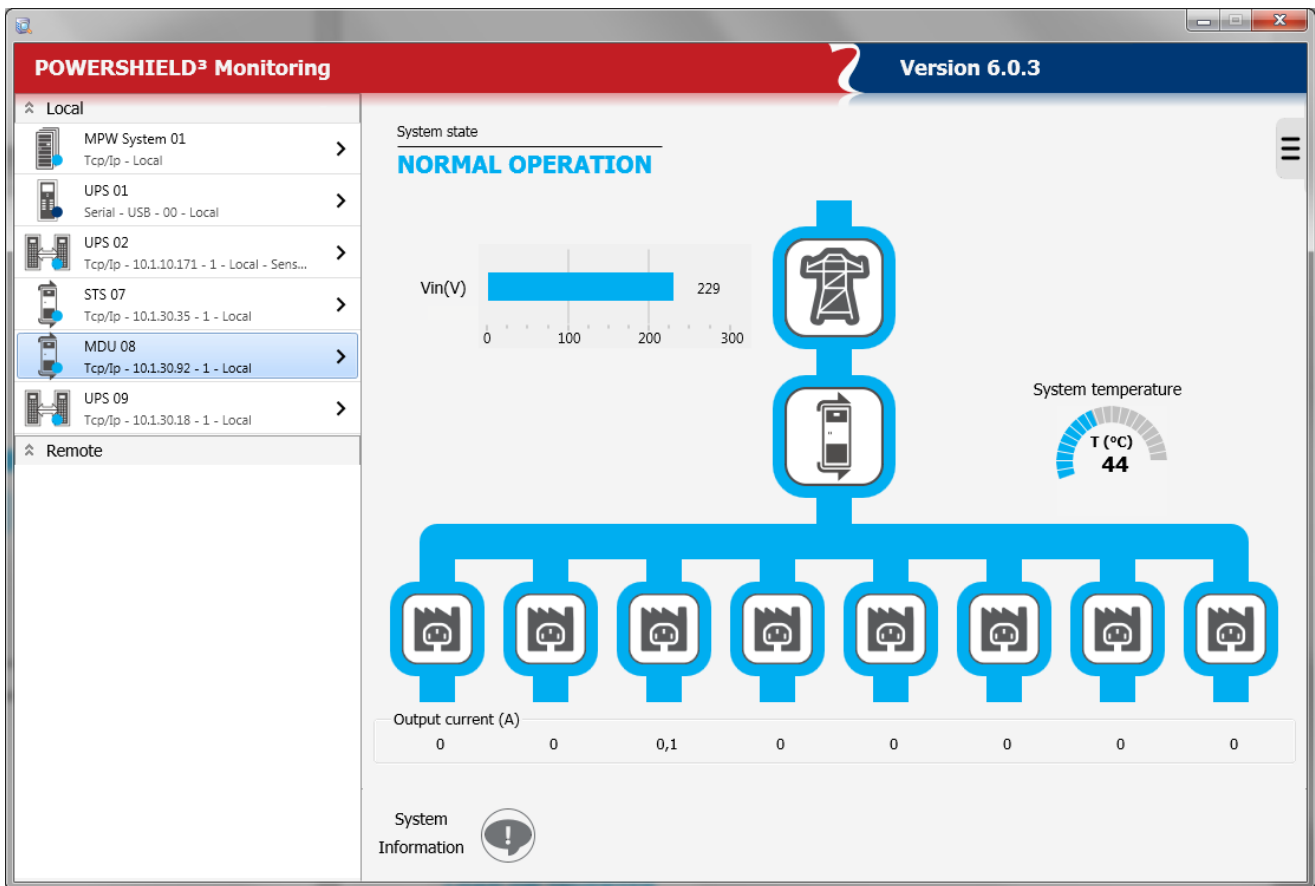 POWERSHIELD³ Monitoring
Version 6.0.3
Local
MPW System 01
Tcp/Ip - Local
UPS 01
Serial - USB - 00 - Local
UPS 02
Tcp/Ip - 10.1.10.171 - 1 - Local - Sens...
STS 07
Tcp/Ip - 10.1.30.35 - 1 - Local
MDU 08
Tcp/Ip - 10.1.30.92 - 1 - Local
UPS 09
Tcp/Ip - 10.1.30.18 - 1 - Local
Remote
System state
NORMAL OPERATION
Vin(V)
229
0 100 200 300
System temperature
T (°C)
44
Output current (A)
0 0 0,1 0 0 0 0 0
System
Information